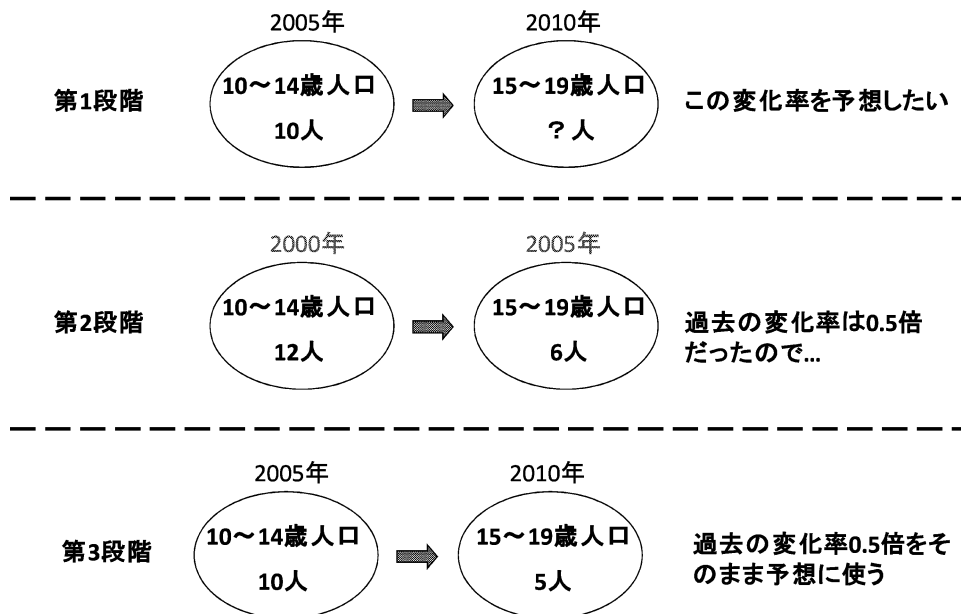 2005年
2010年
第1段階
10～14歳人口
10人
15～19歳人口
？人
この変化率を予想したい
2000年
2005年
第2段階
10～14歳人口
12人
15～19歳人口
6人
過去の変化率は0.5倍
だったので...
2005年
2010年
第3段階
10～14歳人口
10人
15～19歳人口
5人
過去の変化率0.5倍をそ
のまま予想に使う